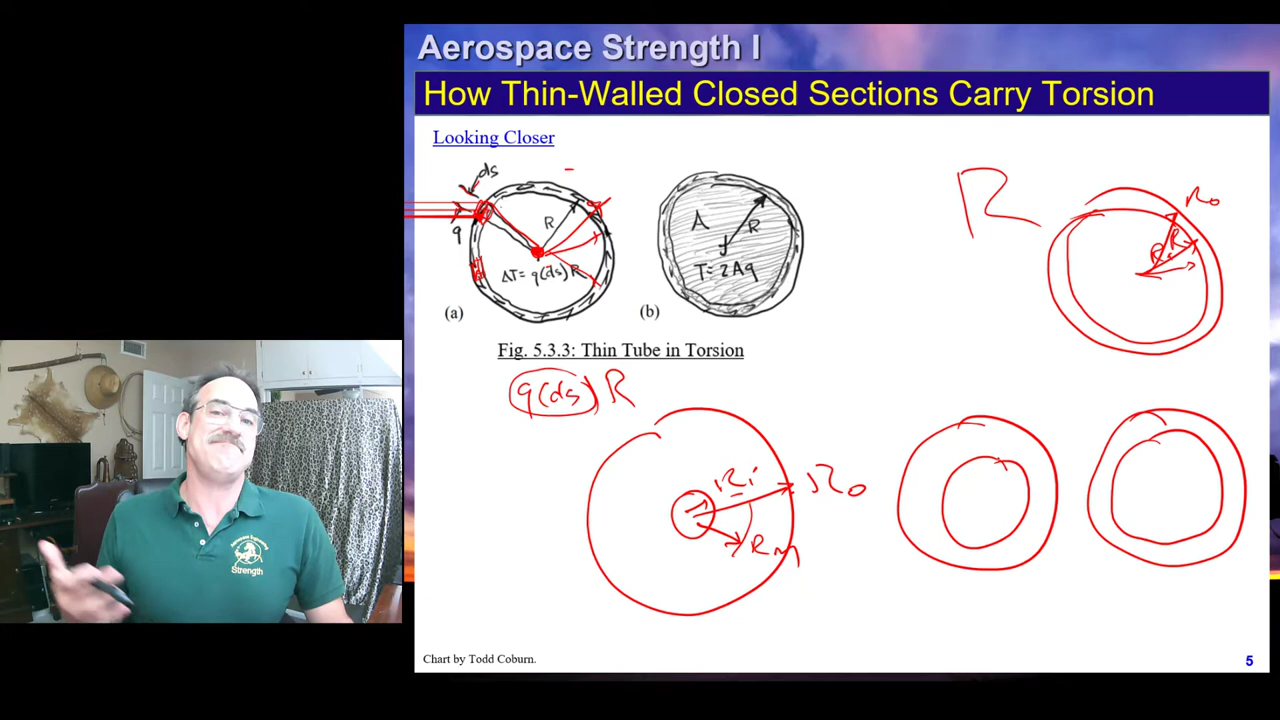 Aerospace Strength I
How Thin-Walled Closed Sections Carry Torsion
Looking Closer
ds
q
R
ΔT = q(ds)R
(a)
A
R
T = 2Aq
(b)
R
Ro
Ri
Fig. 5.3.3: Thin Tube in Torsion
q(ds) R
Ri
Ro
Rm
Strength
Chart by Todd Coburn.
5